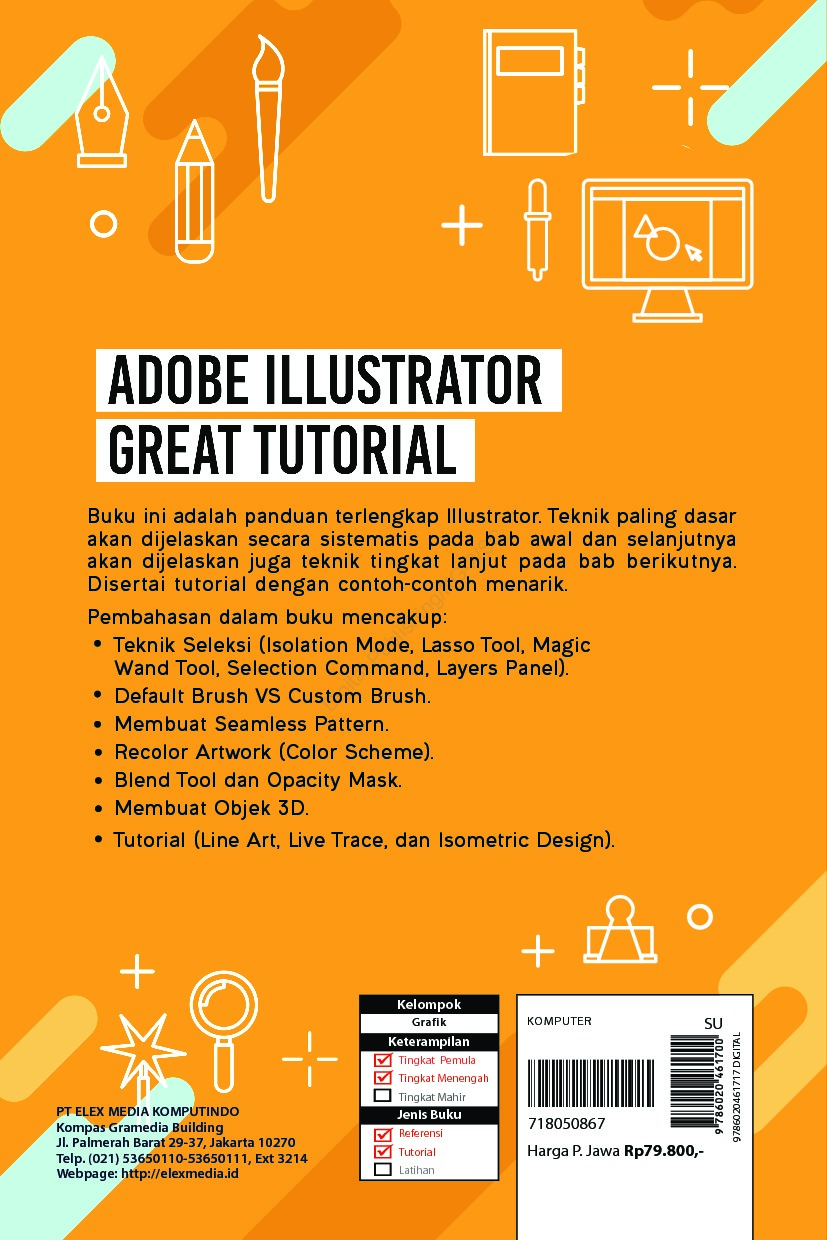 ADOBE ILLUSTRATOR
GREAT TUTORIAL
Buku ini adalah panduan terlengkap Illustrator. Teknik paling dasar
akan dijelaskan secara sistematis pada bab awal dan selanjutnya
akan dijelaskan juga teknik tingkat lanjut pada bab berikutnya.
Disertai tutorial dengan contoh-contoh menarik.
Pembahasan dalam buku mencakup:
• Teknik Seleksi (Isolation Mode, Lasso Tool, Magic
Wand Tool, Selection Command, Layers Panel).
• Default Brush VS Custom Brush.
• Membuat Seamless Pattern.
• Recolor Artwork (Color Scheme).
• Blend Tool dan Opacity Mask.
• Membuat Objek 3D.
• Tutorial (Line Art, Live Trace, dan Isometric Design).
PT ELEX MEDIA KOMPUTINDO
Kompas Gramedia Building
Jl. Palmerah Barat 29-37, Jakarta 10270
Telp. (021) 53650110-53650111, Ext 3214
Webpage: http://elexmedia.id
Kelompok
Grafik
Keterampilan
Tingkat Pemula
Tingkat Menengah
Tingkat Mahir
Jenis Buku
Referensi
Tutorial
Latihan
KOMPUTER
SU
718050867
9 786020 461700
9786020461717 DIGITAL
Harga P. Jawa Rp79.800,-